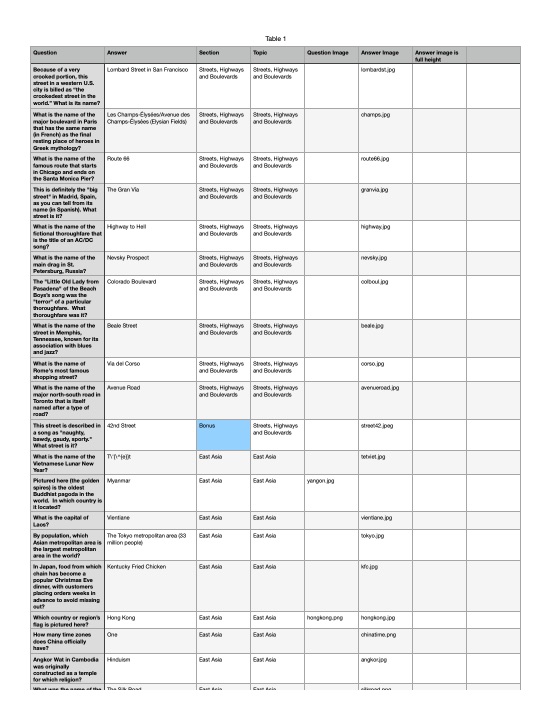 Table 1
Question Answer Section Topic Question Image Answer Image Answer image is
full height
Because of a very Lombard Street in San Francisco Streets, Highways Streets, Highways lombardst.jpg
crooked portion, this and Boulevards and Boulevards
street in a western U.S.
city is billed as "the
crookedest street in the
world." What is its name?
What is the name of the Les Champs-Élysées/Avenue des Streets, Highways Streets, Highways champs.jpg
major boulevard in Paris Champs-Élysées (Elysian Fields) and Boulevards and Boulevards
that has the same name
(in French) as the final
resting place of heroes in
Greek mythology?
What is the name of the Route 66 Streets, Highways Streets, Highways route66.jpg
famous route that starts and Boulevards and Boulevards
in Chicago and ends on
the Santa Monica Pier?
This is definitely the "big The Gran Vía Streets, Highways Streets, Highways granvia.jpg
street" in Madrid, Spain, and Boulevards and Boulevards
as you can tell from its
name (in Spanish). What
street is it?
What is the name of the Highway to Hell Streets, Highways Streets, Highways highway.jpg
fictional thoroughfare that and Boulevards and Boulevards
is the title of an AC/DC
song?
What is the name of the Nevsky Prospect Streets, Highways Streets, Highways nevsky.jpg
main drag in St. and Boulevards and Boulevards
Petersburg, Russia?
The "Little Old Lady from Colorado Boulevard Streets, Highways Streets, Highways colboul.jpg
Pasadena" of the Beach and Boulevards and Boulevards
Boys's song was the
"terror" of a particular
thoroughfare. What
thoroughfare was it?
What is the name of the Beale Street Streets, Highways Streets, Highways beale.jpg
street in Memphis, and Boulevards and Boulevards
Tennessee, known for its
association with blues
and jazz?
What is the name of Via del Corso Streets, Highways Streets, Highways corso.jpg
Rome's most famous and Boulevards and Boulevards
shopping street?
What is the name of the Avenue Road Streets, Highways Streets, Highways avenueroad.jpg
major north-south road in and Boulevards and Boulevards
Toronto that is itself
named after a type of
road?
This street is described in 42nd Street Bonus Streets, Highways street42.jpeg
a song as "naughty, and Boulevards
bawdy, gaudy, sporty."
What street is it?
What is the name of the East Asia East Asia tetviet.jpg
Vietnamese Lunar New
Year?
Pictured here (the golden Myanmar East Asia East Asia yangon.jpg
spires) is the oldest
Buddhist pagoda in the
world. In which country is
it located?
What is the capital of Vientiane East Asia East Asia vientiane.jpg
Laos?
By population, which The Tokyo metropolitan area (33 East Asia East Asia tokyo.jpg
Asian metropolitan area is million people)
the largest metropolitan
area in the world?
In Japan, food from which Kentucky Fried Chicken East Asia East Asia kfc.jpg
chain has become a
popular Christmas Eve
dinner, with customers
placing orders weeks in
advance to avoid missing
out?
Which country or region's Hong Kong East Asia East Asia hongkong.png hongkong.jpg
flag is pictured here?
How many time zones One East Asia East Asia chinatime.png
does China officially
have?
Angkor Wat in Cambodia Hinduism East Asia East Asia angkor.jpg
was originally
constructed as a temple
for which religion?
What was the name of the The Silk Road East Asia East Asia